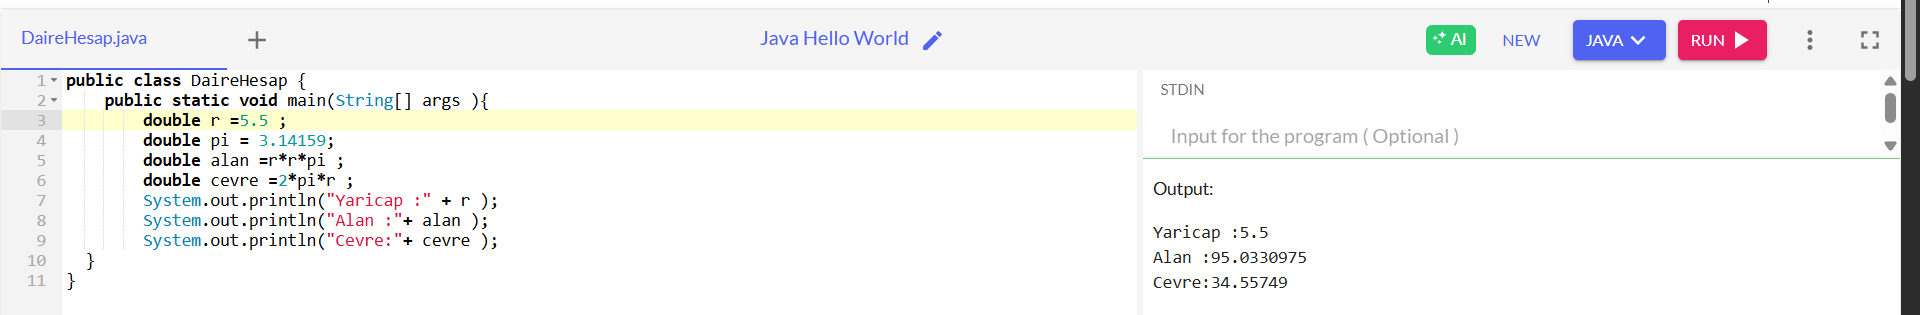 DaireHesap.java
+
Java Hello World
AI
NEW
JAVA
RUN
1 public class DaireHesap {
2 public static void main(String[] args ){
3 double r =5.5 ;
4 double pi = 3.14159;
5 double alan =r*r*pi ;
6 double cevre =2*pi*r ;
7 System.out.println("Yaricap :" + r );
8 System.out.println("Alan :"+ alan );
9 System.out.println("Cevre:"+ cevre );
10 }
11 }
STDIN
Input for the program ( Optional )
Output:
Yaricap :5.5
Alan :95.0330975
Cevre:34.55749